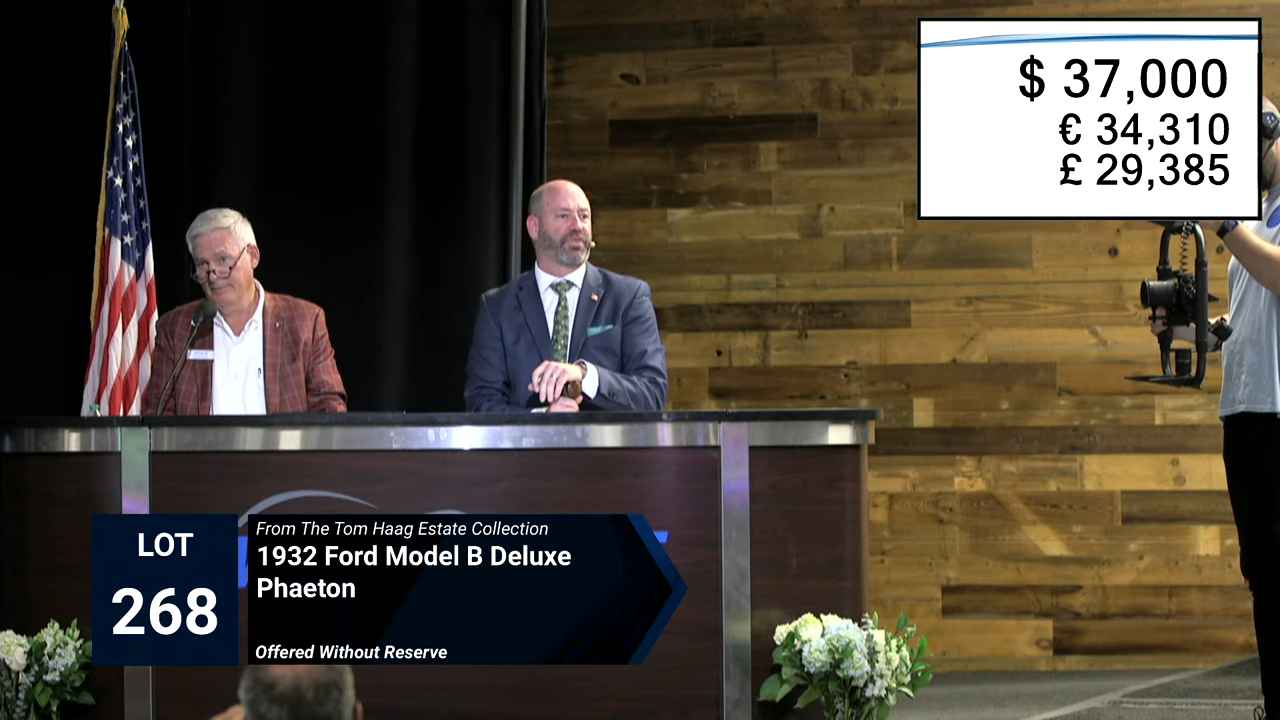 $ 37,000
€ 34,310
£ 29,385
LOT
268
From The Tom Haag Estate Collection
1932 Ford Model B Deluxe
Phaeton
Offered Without Reserve